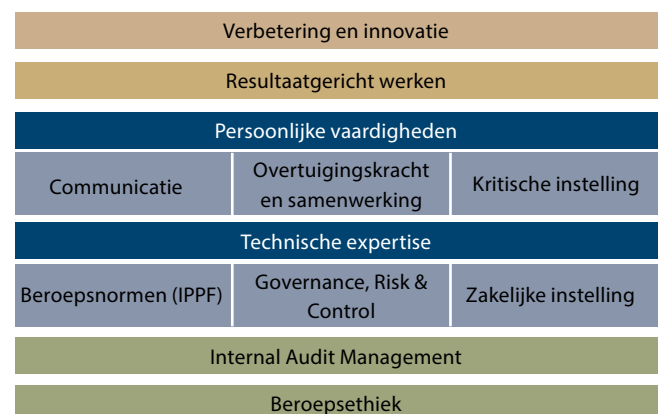 Verbetering en innovatie
Resultaatgericht werken
Persoonlijke vaardigheden
Communicatie
Overtuigingskracht
en samenwerking
Kritische instelling
Technische expertise
Beroepsnormen (IPPF)
Governance, Risk &
Control
Zakelijke instelling
Internal Audit Management
Beroepsethiek